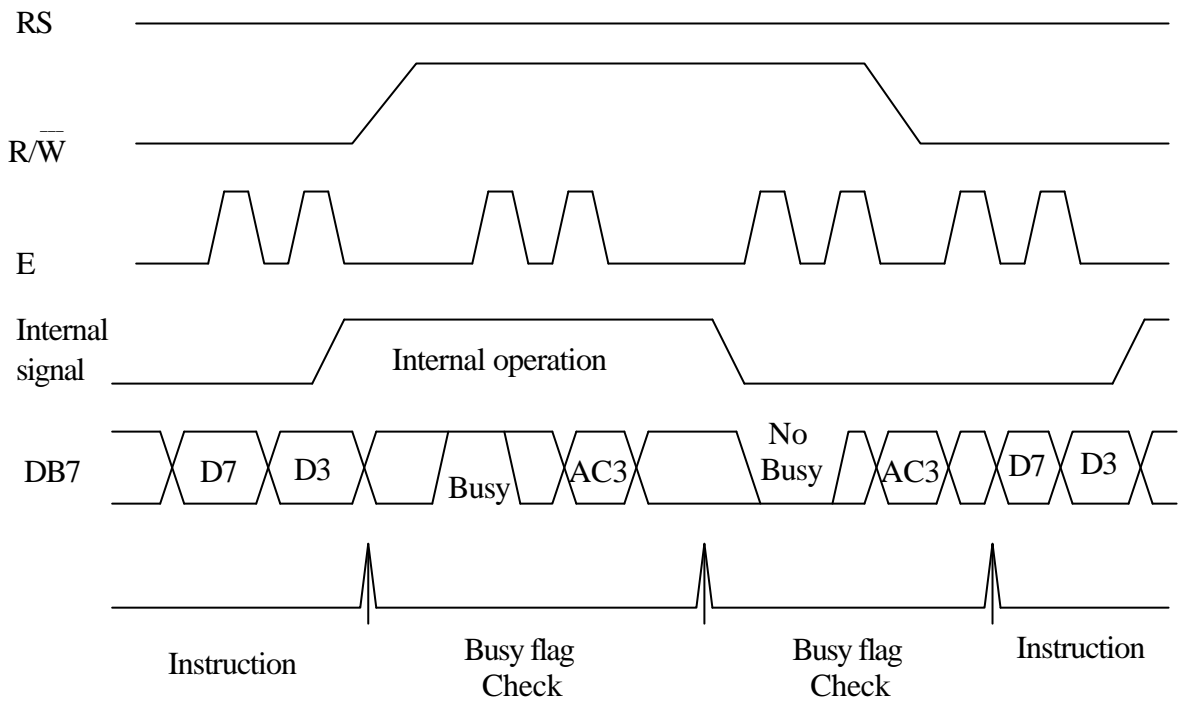 RS
R/W̅
E
Internal
signal
Internal operation
DB7
D7
D3
Busy
AC3
No
Busy
AC3
D7
D3
Instruction
Busy flag
Check
Busy flag
Check
Instruction